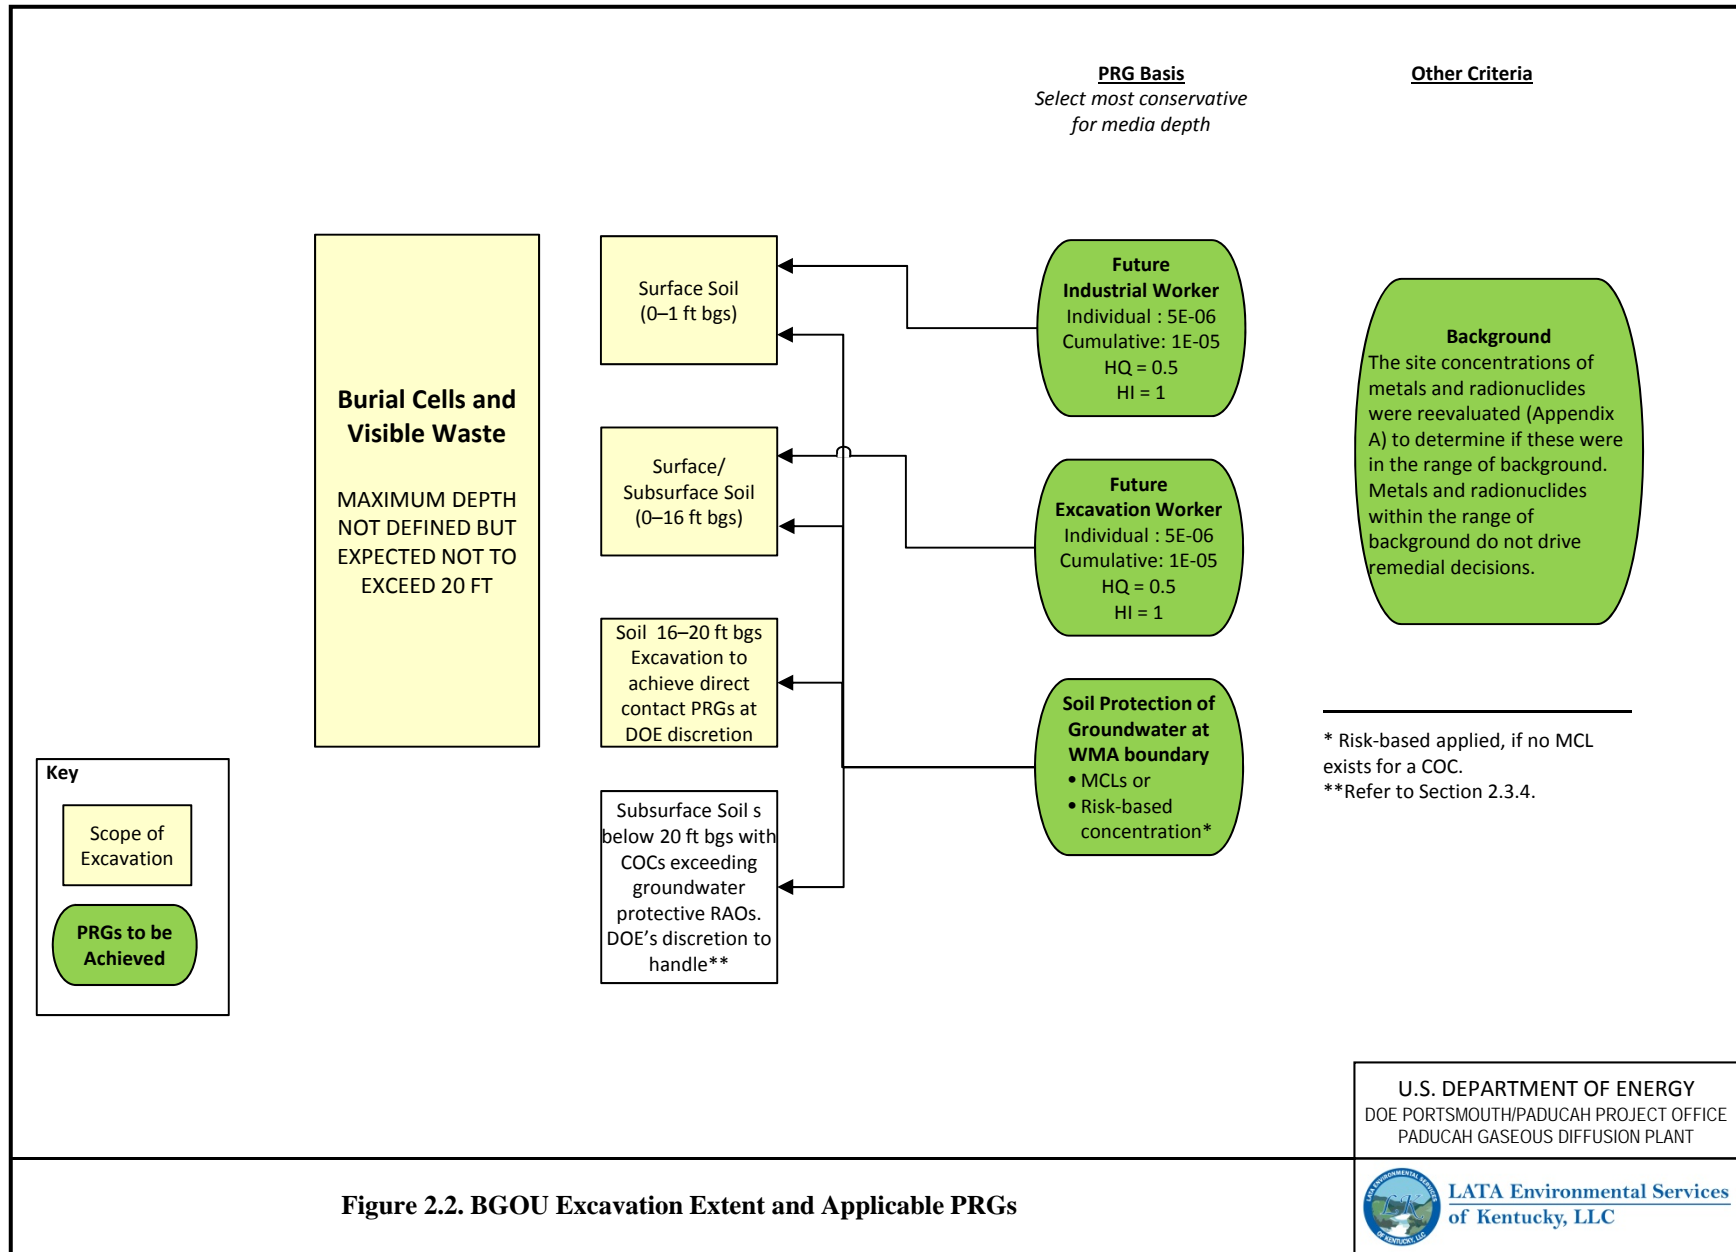 PRG Basis
Select most conservative
for media depth
Other Criteria
Burial Cells and
Visible Waste
MAXIMUM DEPTH
NOT DEFINED BUT
EXPECTED NOT TO
EXCEED 20 FT
Surface Soil
(0–1 ft bgs)
Surface/
Subsurface Soil
(0–16 ft bgs)
Soil 16–20 ft bgs
Excavation to
achieve direct
contact PRGs at
DOE discretion
Subsurface Soil s
below 20 ft bgs with
COCs exceeding
groundwater
protective RAOs.
DOE’s discretion to
handle**
Future
Industrial Worker
Individual : 5E-06
Cumulative: 1E-05
HQ = 0.5
HI = 1
Future
Excavation Worker
Individual : 5E-06
Cumulative: 1E-05
HQ = 0.5
HI = 1
Soil Protection of
Groundwater at
WMA boundary
• MCLs or
• Risk-based
concentration*
Background
The site concentrations of
metals and radionuclides
were reevaluated (Appendix
A) to determine if these were
in the range of background.
Metals and radionuclides
within the range of
background do not drive
remedial decisions.
* Risk-based applied, if no MCL
exists for a COC.
**Refer to Section 2.3.4.
Key
Scope of
Excavation
PRGs to be
Achieved
U.S. DEPARTMENT OF ENERGY
DOE PORTSMOUTH/PADUCAH PROJECT OFFICE
PADUCAH GASEOUS DIFFUSION PLANT
Figure 2.2. BGOU Excavation Extent and Applicable PRGs
LATA ENVIRONMENTAL SERVICES
LK
OF KENTUCKY, LLC
LATA Environmental Services
of Kentucky, LLC